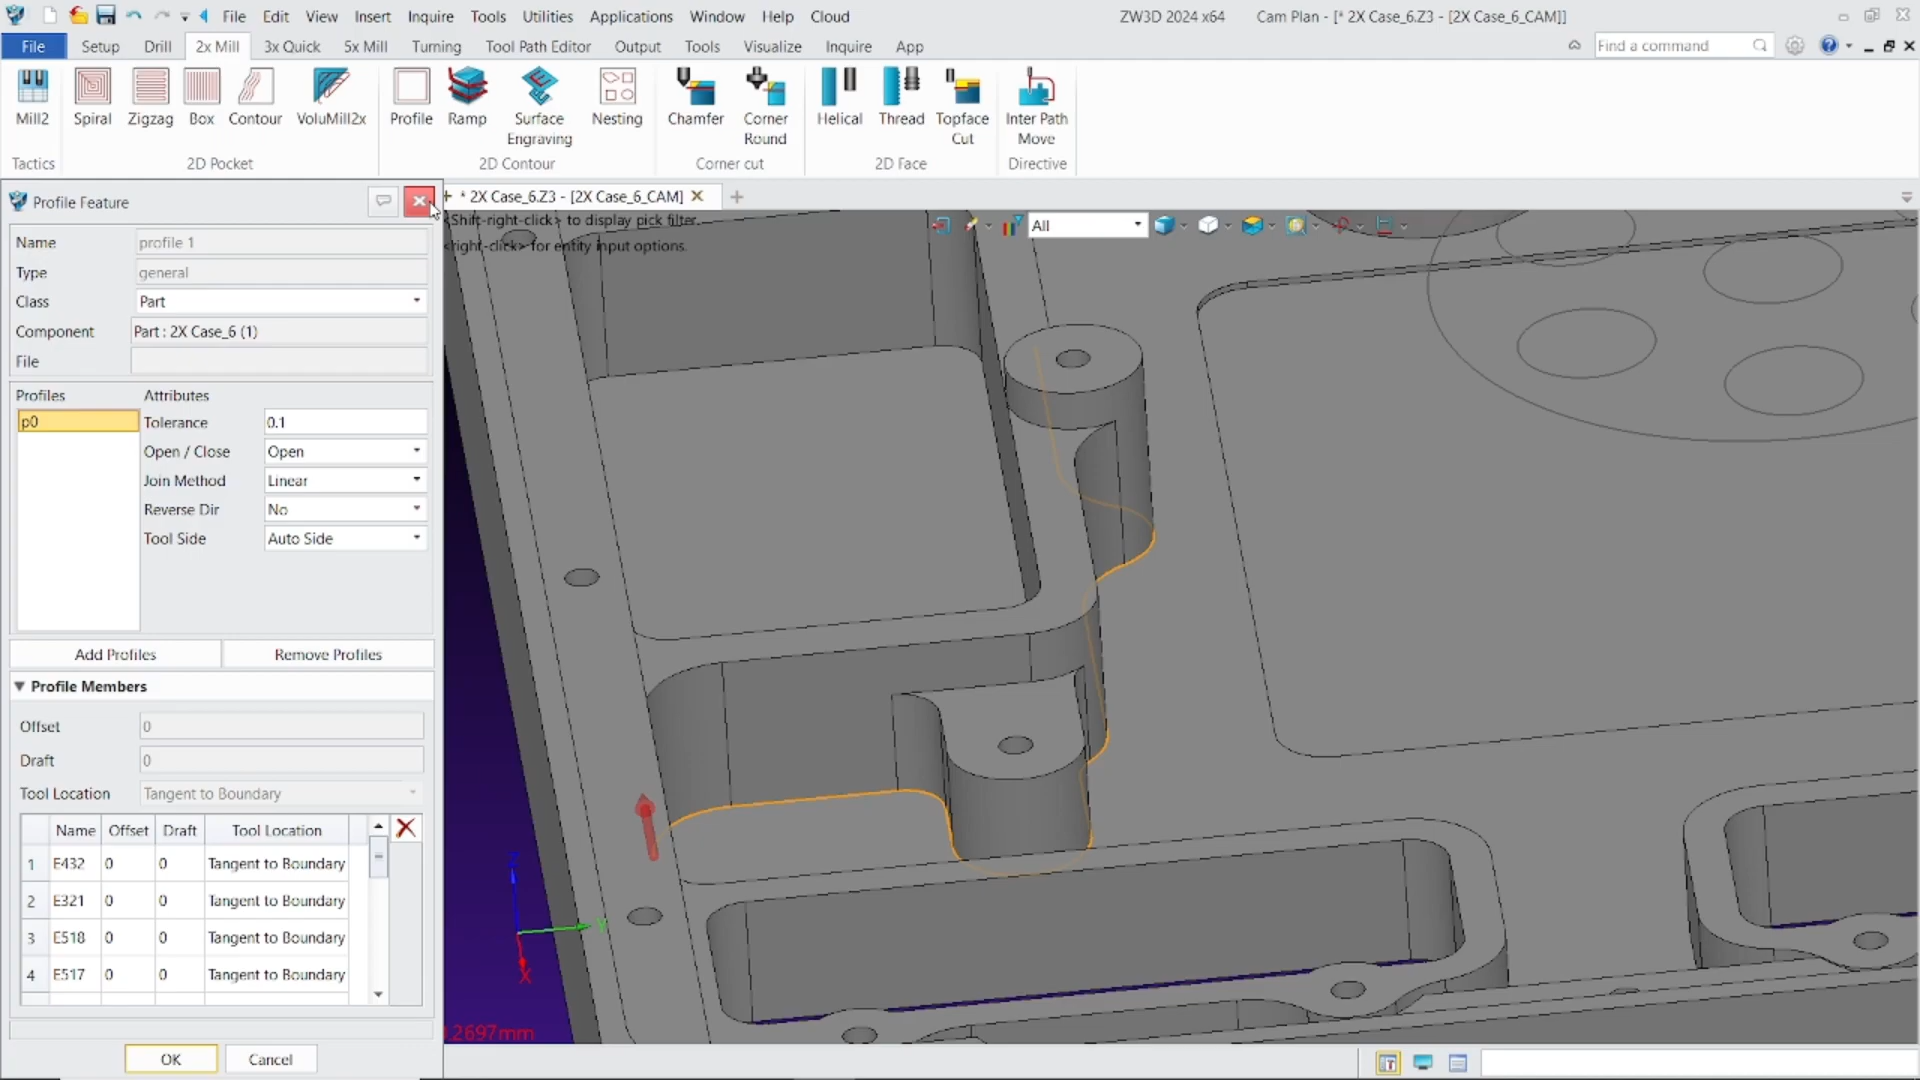 File Edit View Insert Inquire Tools Utilities Applications Window Help Cloud
ZW3D 2024 x64 Cam Plan - [* 2X Case_6.Z3 - [2X Case_6_CAM]]
File Setup Drill 2x Mill 3x Quick 5x Mill Turning Tool Path Editor Output Tools Visualize Inquire App
Find a command
Mill2 Spiral Zigzag Box Contour VoluMill2x Profile Ramp Surface Engraving Nesting Chamfer Corner Round Helical Thread Topface Cut Inter Path Move
Tactics 2D Pocket 2D Contour Corner cut 2D Face Directive
Profile Feature
* 2X Case_6.Z3 - [2X Case_6_CAM]
<Shift-right-click> to display pick filter.
<right-click> for entity input options.
All
Name profile 1
Type general
Class Part
Component Part : 2X Case_6 (1)
File
Profiles Attributes
p0
Tolerance 0.1
Open / Close Open
Join Method Linear
Reverse Dir No
Tool Side Auto Side
Add Profiles Remove Profiles
Profile Members
Offset 0
Draft 0
Tool Location Tangent to Boundary
Name Offset Draft Tool Location
1 E432 0 0 Tangent to Boundary
2 E321 0 0 Tangent to Boundary
3 E518 0 0 Tangent to Boundary
4 E517 0 0 Tangent to Boundary
OK Cancel
Z
Y
X
.2697mm